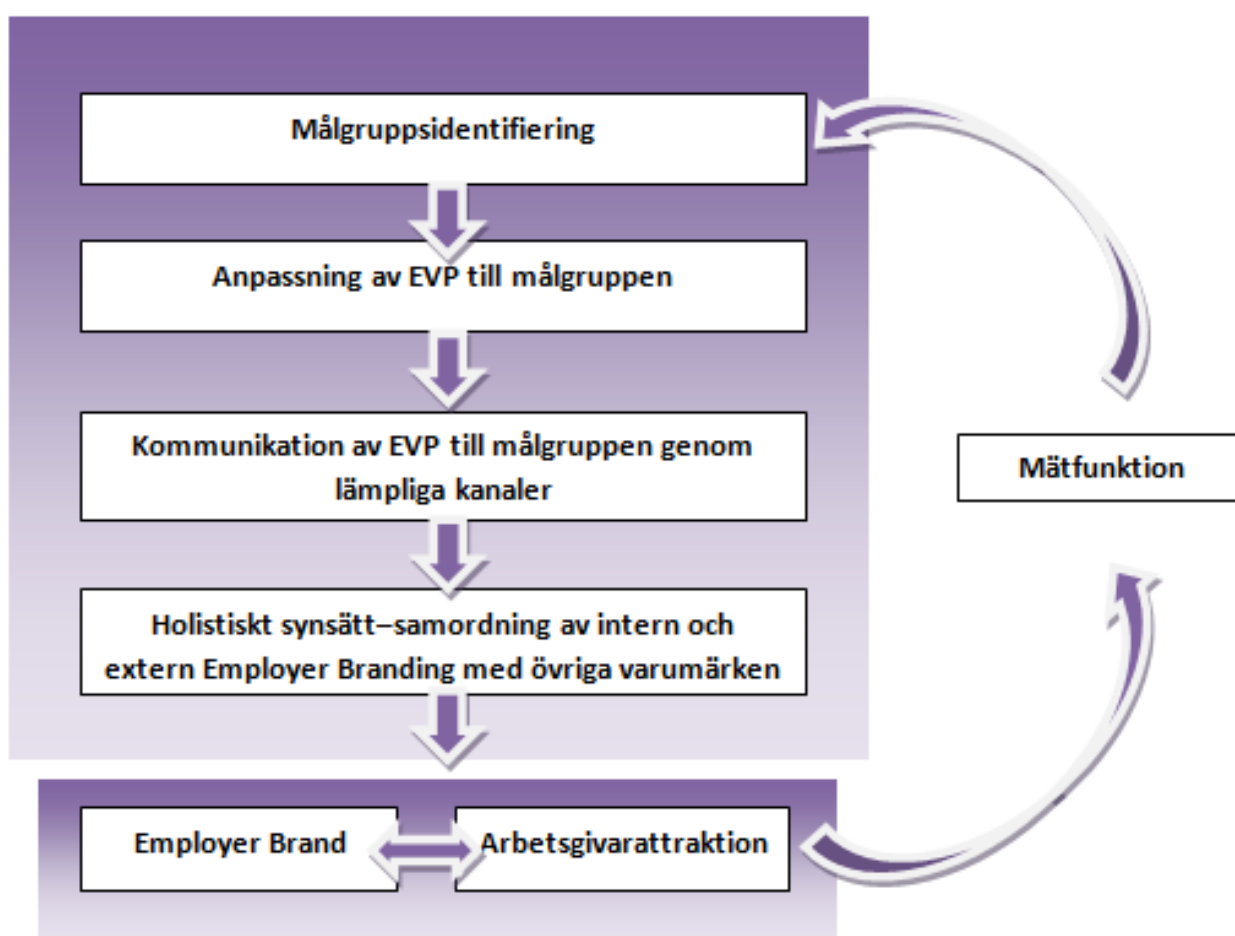 Målgruppsidentifiering
Anpassning av EVP till målgruppen
Kommunikation av EVP till målgruppen genom
lämpliga kanaler
Mätfunktion
Holistiskt synsätt–samordning av intern och
extern Employer Branding med övriga varumärken
Employer Brand
Arbetsgivarattraktion